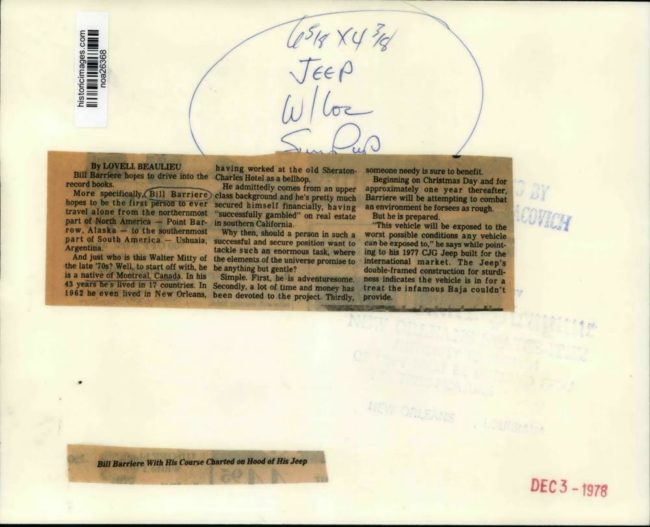 historicimages.com
noa26368
6 5/8 X 4 3/8
JEEP
W/Loc
By LOVELL BEAULIEU
Bill Barriere hopes to drive into the
record books.
More specifically, Bill Barriere
hopes to be the first person to ever
travel alone from the northernmost
part of North America — Point Bar-
row, Alaska — to the southernmost
part of South America — Ushuaia,
Argentina.
And just who is this Walter Mitty of
the late '70s? Well, to start off with, he
is a native of Montreal, Canada. In his
43 years he's lived in 17 countries. In
1962 he even lived in New Orleans,
having worked at the old Sheraton-
Charles Hotel as a bellhop.
He admittedly comes from an upper
class background and he's pretty much
secured himself financially, having
"successfully gambled" on real estate
in southern California.
Why then, should a person in such a
successful and secure position want to
tackle such an enormous task, where
the elements of the universe promise to
be anything but gentle?
Simple. First, he is adventuresome.
Secondly, a lot of time and money has
been devoted to the project. Thirdly,
someone needy is sure to benefit.
Beginning on Christmas Day and for
approximately one year thereafter,
Barriere will be attempting to combat
an environment he forsees as rough.
But he is prepared.
"This vehicle will be exposed to the
worst possible conditions any vehicle
can be exposed to," he says while point-
ing to his 1977 CJG Jeep built for the
international market. The Jeep's
double-framed construction for sturdi-
ness indicates the vehicle is in for a
treat the infamous Baja couldn't
provide.
BY
ACOVICH
NEW ORLEANS
Bill Barriere With His Course Charted on Hood of His Jeep
DEC 3 - 1978